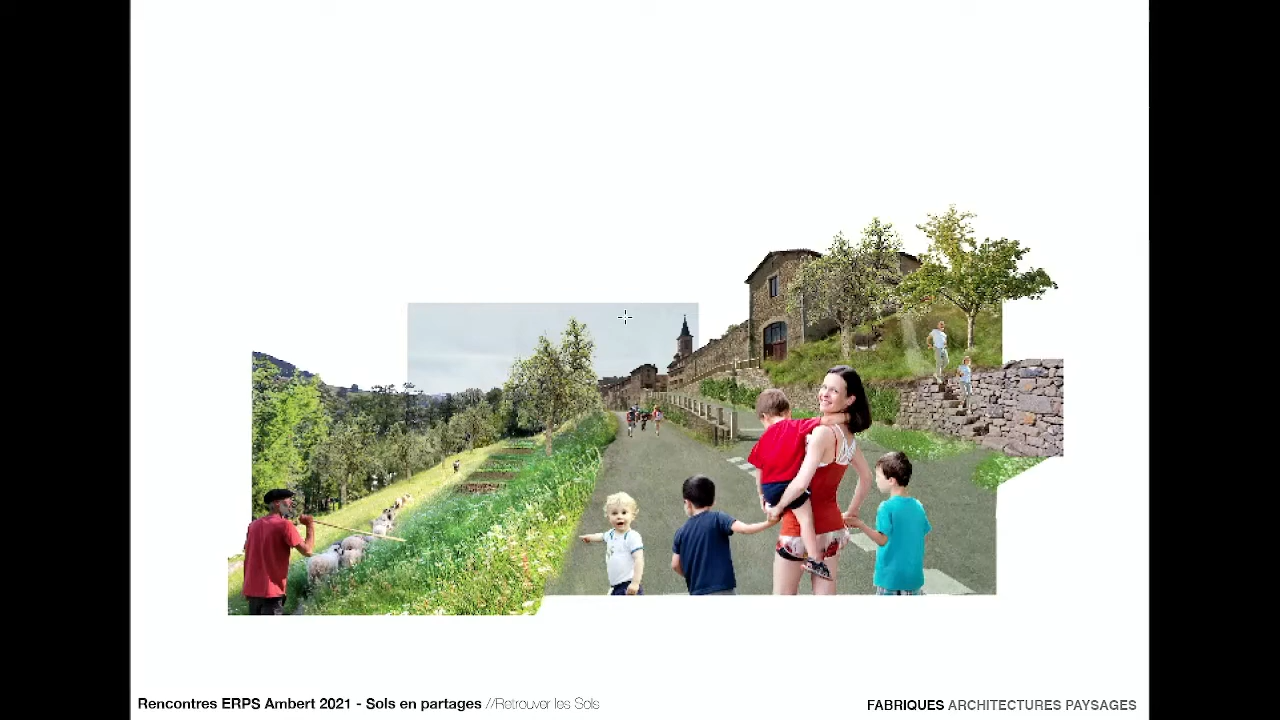 Rencontres ERPS Ambert 2021 - Sols en partages //Retrouver les Sols
FABRIQUES ARCHITECTURES PAYSAGES